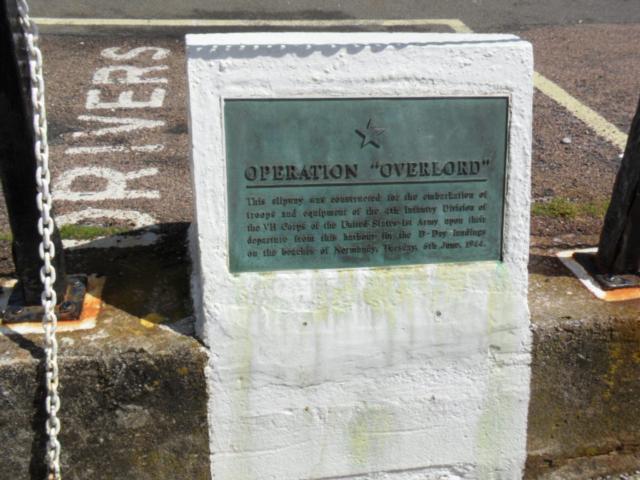 DRIVERS
OPERATION "OVERLORD"
This slipway was constructed for the embarkation of
troops and equipment of the 4th Infantry Division of
the VII Corps of the United States 1st Army upon their
departure from this harbour for the D-Day landings
on the beaches of Normandy, Tuesday, 6th June, 1944.